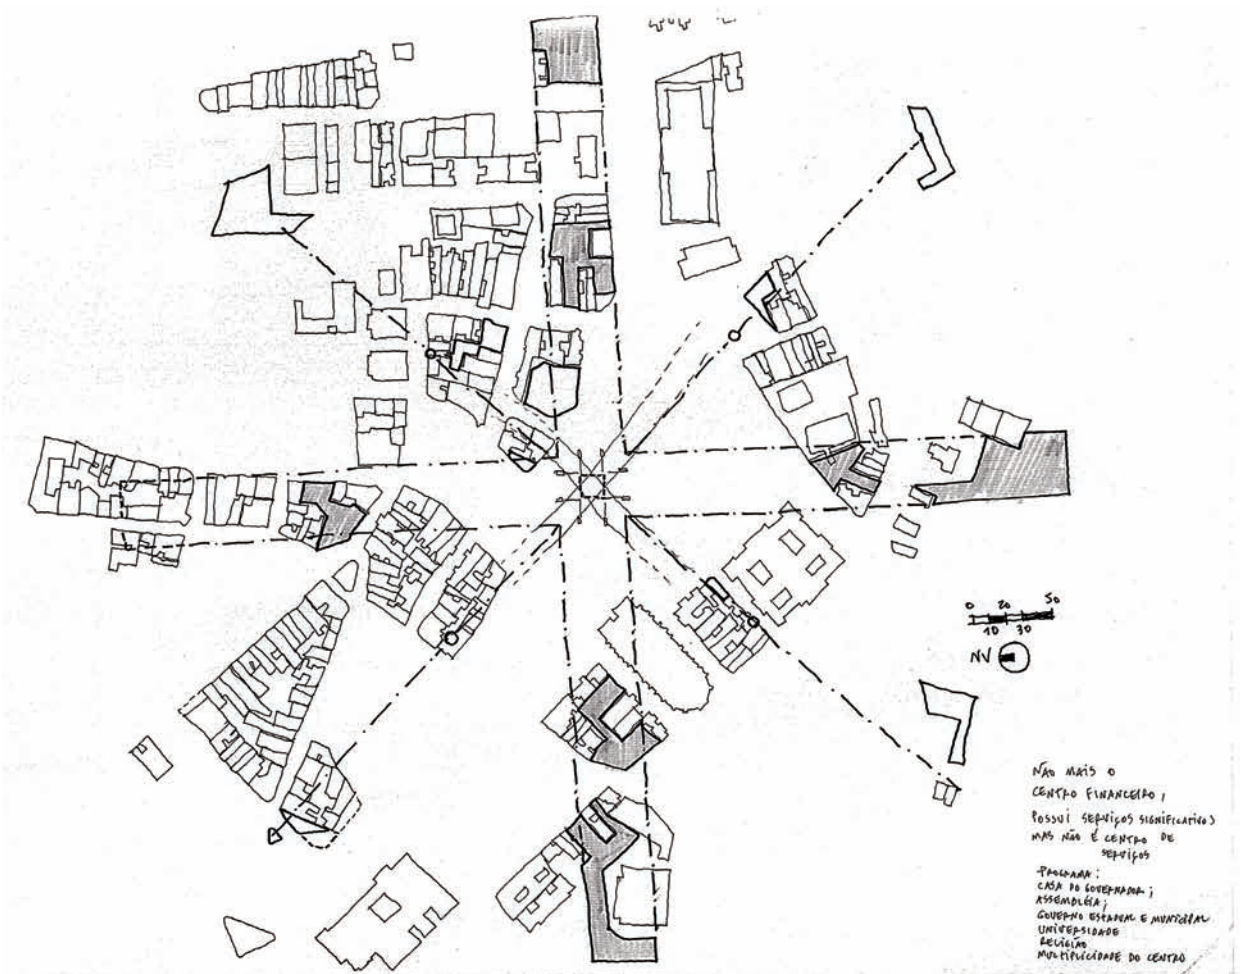 0 20 50
10 30
NV
NÃO MAIS O
CENTRO FINANCEIRO,
POSSUI SERVIÇOS SIGNIFICATIVOS
MAS NÃO É CENTRO DE
SERVIÇOS
PROGRAMA:
CASA DO GOVERNADOR;
ASSEMBLÉIA;
GOVERNO ESTADUAL E MUNICIPAL
UNIVERSIDADE
RELIGIÃO
MULTIPLICIDADE DO CENTRO